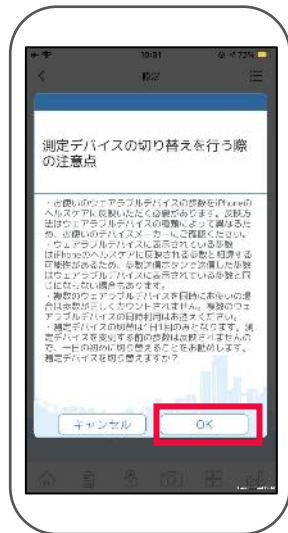 19:31
72%
設定
測定デバイスの切り替えを行う際
の注意点
・お使いのウェアラブルデバイスの歩数をiPhoneの
ヘルスケアに反映いただく必要があります。反映方
法はウェアラブルデバイスの種類によって異なるた
め、お使いのデバイスメーカーにご確認ください。
・ウェアラブルデバイスに表示されている歩数
はiPhoneのヘルスケアに反映される歩数と相違する
可能性があるため、歩数送信ボタンで送信した歩数
はウェアラブルデバイスに表示されている歩数と同
じにならない場合もあります。
・複数のウェアラブルデバイスを同時にお使いの場
合は歩数が正しくカウントされません。複数のウェ
アラブルデバイスの同時利用はお控えください。
・測定デバイスの切替は1日1回のみとなります。測
定デバイスを変更する前の歩数は反映されませんの
で、一日の初めに切り替えることをお勧めします。
測定デバイスを切り替えますか？
キャンセル
OK